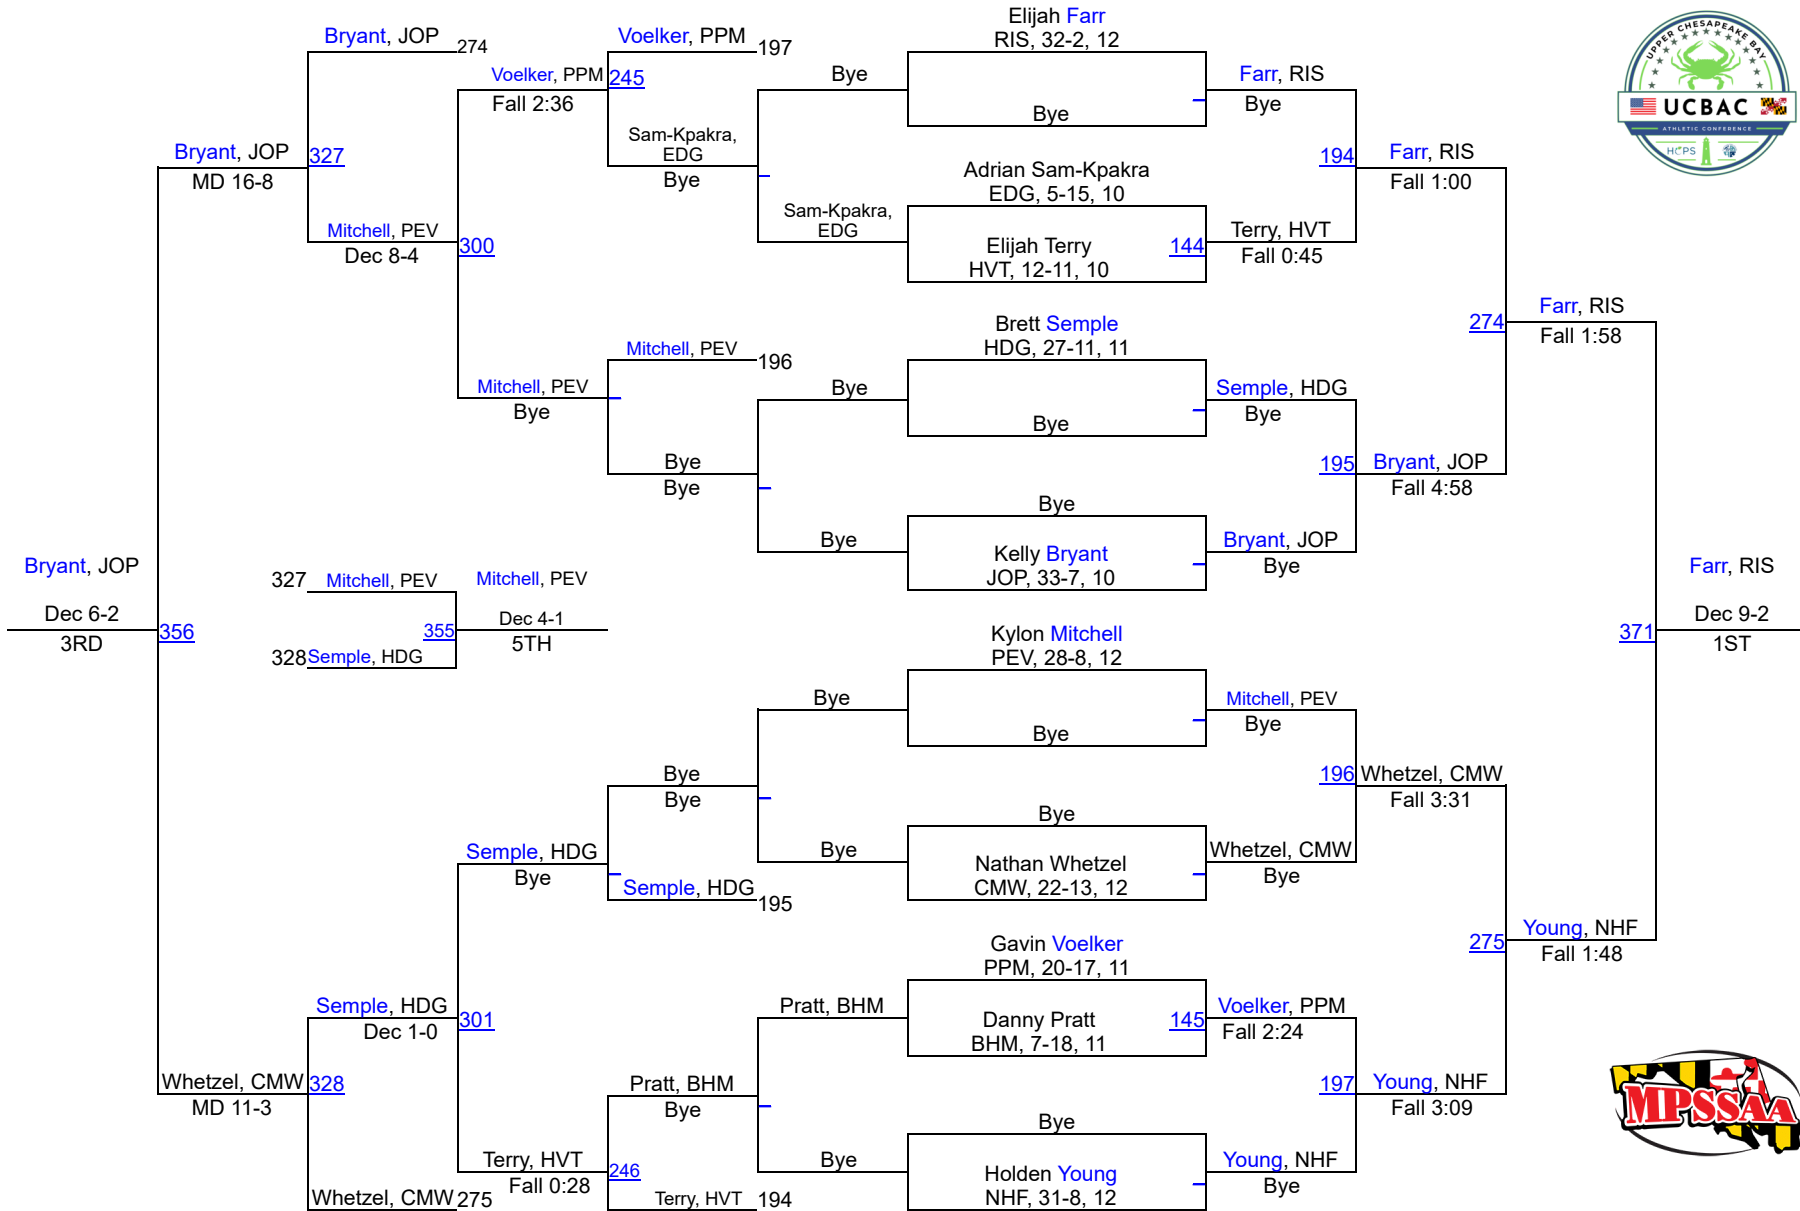 Elijah Farr
RIS, 32-2, 12
Bye
Adrian Sam-Kpakra
EDG, 5-15, 10
Elijah Terry
HVT, 12-11, 10
144
Brett Semple
HDG, 27-11, 11
Bye
Bye
Kelly Bryant
JOP, 33-7, 10
Kylon Mitchell
PEV, 28-8, 12
Bye
Bye
Nathan Whetzel
CMW, 22-13, 12
Gavin Voelker
PPM, 20-17, 11
Danny Pratt
BHM, 7-18, 11
145
Bye
Holden Young
NHF, 31-8, 12
Farr, RIS
Bye
194
Terry, HVT
Fall 0:45
Semple, HDG
Bye
195
Bryant, JOP
Bye
Mitchell, PEV
Bye
196
Whetzel, CMW
Bye
Voelker, PPM
Fall 2:24
197
Young, NHF
Bye
Farr, RIS
Fall 1:00
274
Bryant, JOP
Fall 4:58
Whetzel, CMW
Fall 3:31
275
Young, NHF
Fall 3:09
Farr, RIS
Fall 1:58
371
Young, NHF
Fall 1:48
Farr, RIS
Dec 9-2
1ST
Bye
Sam-Kpakra,
EDG
Bye
Bye
Bye
Bye
Pratt, BHM
Bye
Voelker, PPM
197
245
Sam-Kpakra,
EDG
Bye
Mitchell, PEV
196
Bye
Bye
Bye
Bye
Semple, HDG
195
Pratt, BHM
Bye
246
Terry, HVT
194
Voelker, PPM
Fall 2:36
300
Mitchell, PEV
Bye
Semple, HDG
Bye
301
Terry, HVT
Fall 0:28
Bryant, JOP
274
327
Mitchell, PEV
Dec 8-4
Semple, HDG
Dec 1-0
328
Whetzel, CMW
275
Bryant, JOP
MD 16-8
356
Whetzel, CMW
MD 11-3
Bryant, JOP
Dec 6-2
3RD
327
Mitchell, PEV
355
328
Semple, HDG
Mitchell, PEV
Dec 4-1
5TH
UPPER CHESAPEAKE BAY
UCBAC
ATHLETIC CONFERENCE
HCPS
MPSSAA